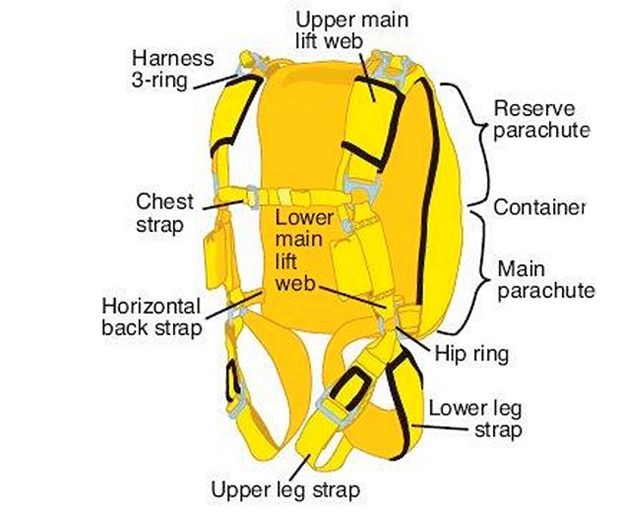 Upper main
lift web
Harness
3-ring
Reserve
parachute
Chest
strap
Container
Lower
main
lift
web
Main
parachute
Horizontal
back strap
Hip ring
Lower leg
strap
Upper leg strap